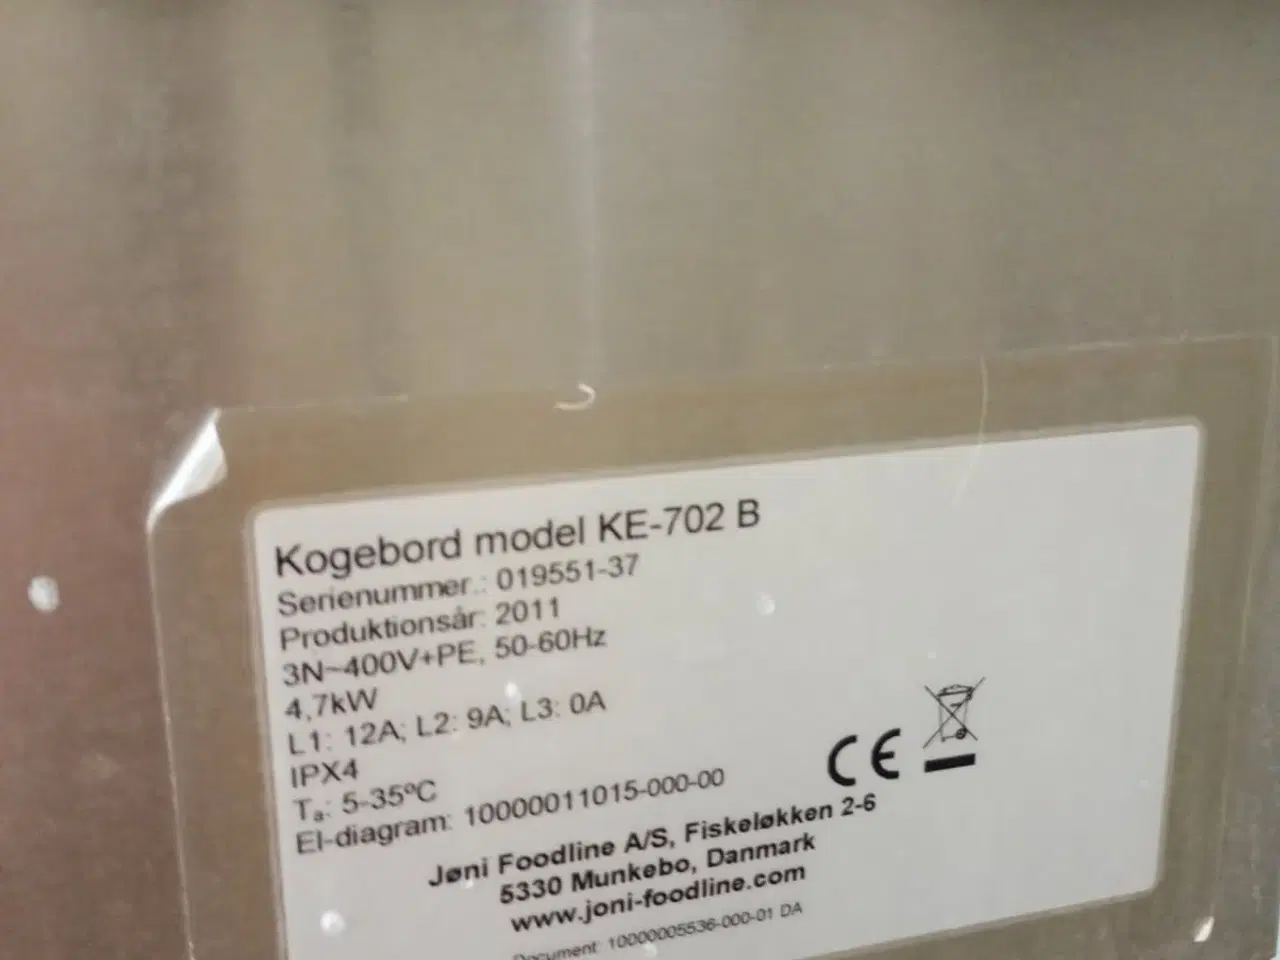 Kogebord model KE-702 B
Serienummer.: 019551-37
Produktionsår: 2011
3N~400V+PE, 50-60Hz
4,7kW
L1: 12A; L2: 9A; L3: 0A
IPX4
Ta: 5-35ºC
El-diagram: 10000011015-000-00
CE
Jøni Foodline A/S, Fiskeløkken 2-6
5330 Munkebo, Danmark
www.joni-foodline.com
Document: 10000005536-000-01 DA